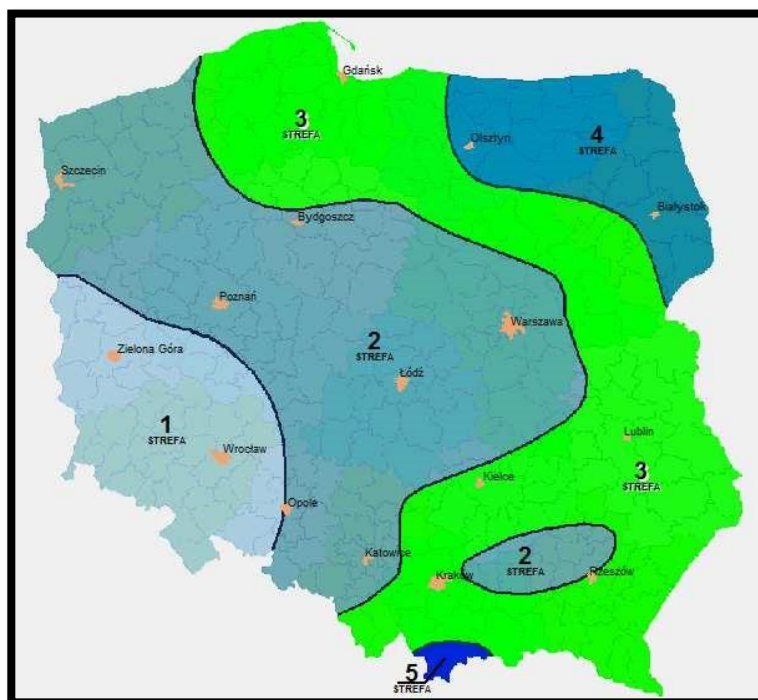 Gdańsk
3
STREFA
4
STREFA
Olsztyn
Szczecin
Białystok
Bydgoszcz
Poznań
Warszawa
2
STREFA
Zielona Góra
Łódź
1
STREFA
Wrocław
Lublin
3
STREFA
Kielce
Opole
2
STREFA
Katowice
Kraków
Rzeszów
5
STREFA